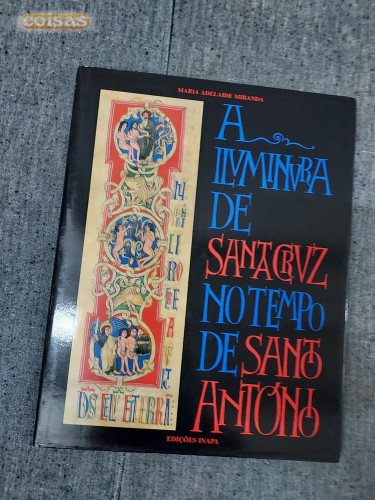 coisas
MARIA ADELAIDE MIRANDA
A
ILUMINURA
DE
SANTA CRUZ
NO TEMPO
DE SANTO
ANTÓNIO
EDIÇÕES INAPA